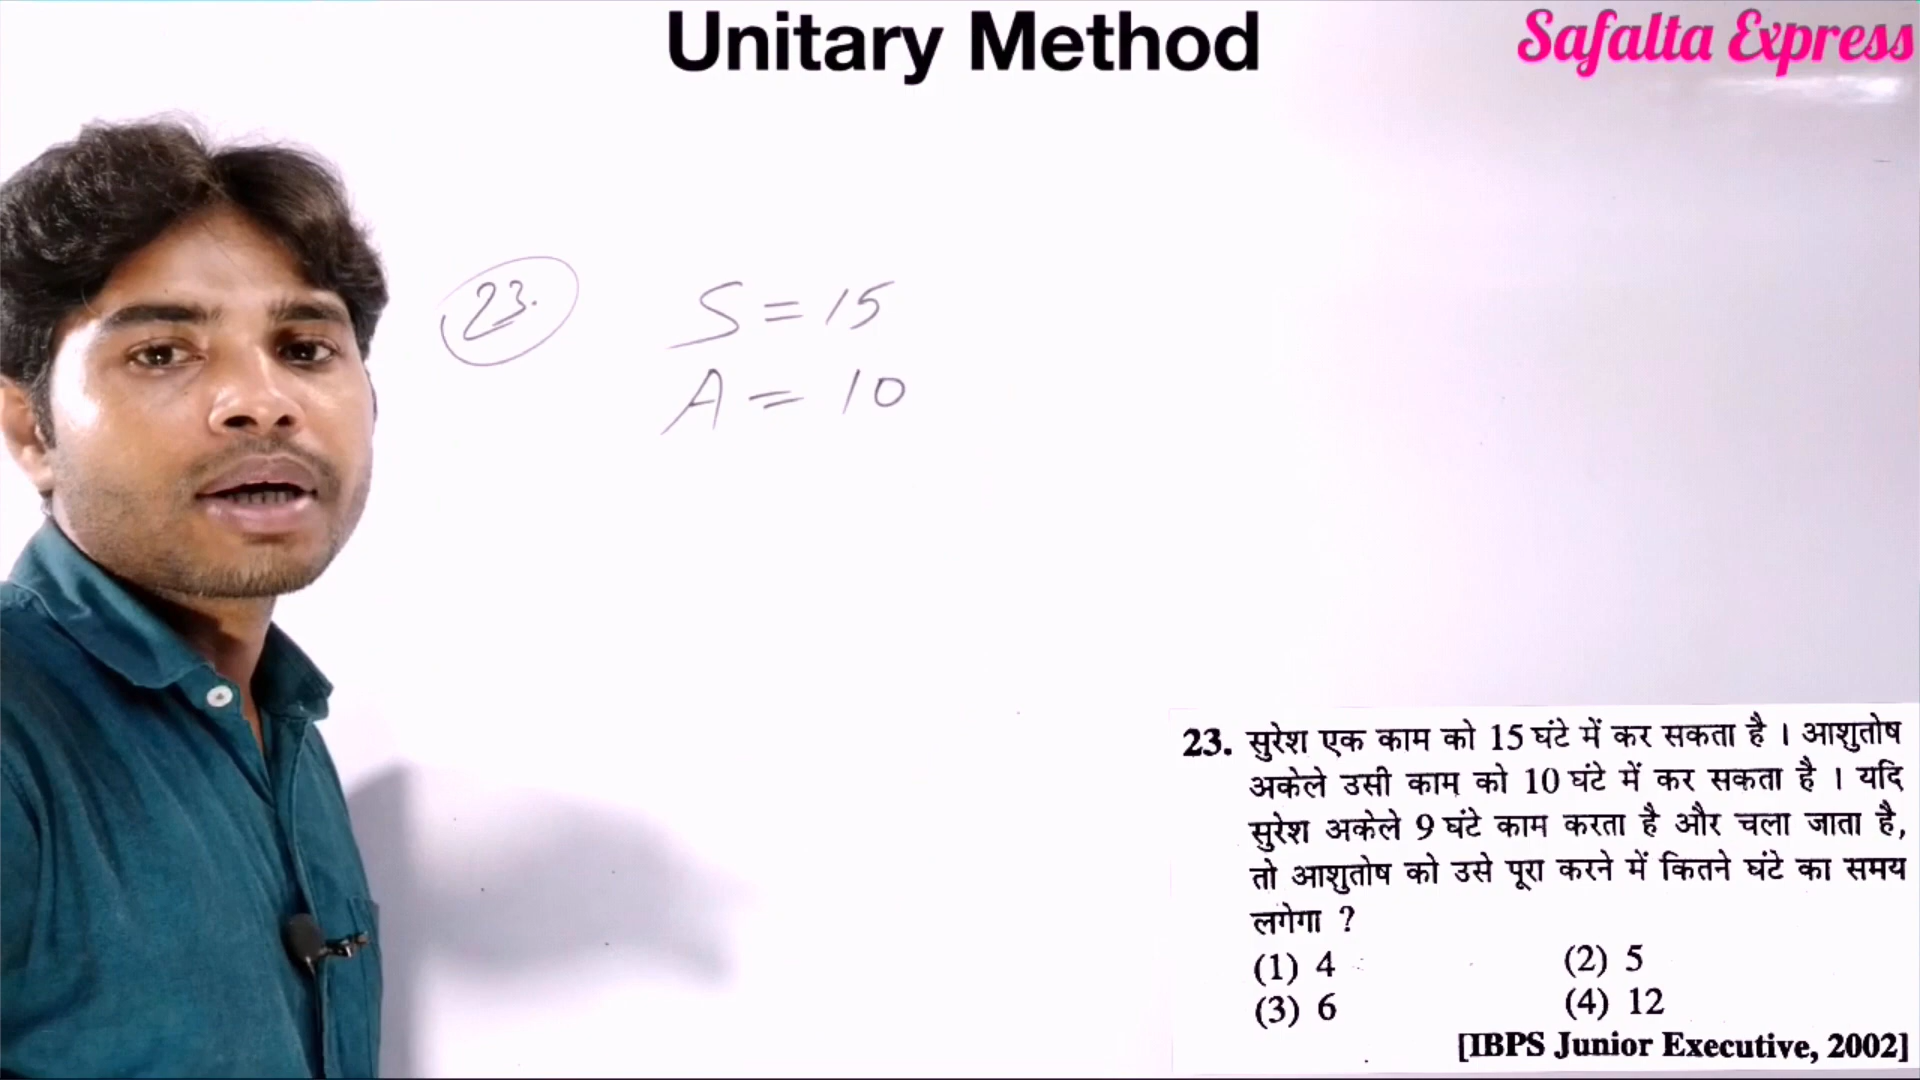 Unitary Method
Safalta Express
23.
S = 15
A = 10
23. सुरेश एक काम को 15 घंटे में कर सकता है । आशुतोष
अकेले उसी काम को 10 घंटे में कर सकता है । यदि
सुरेश अकेले 9 घंटे काम करता है और चला जाता है,
तो आशुतोष को उसे पूरा करने में कितने घंटे का समय
लगेगा ?
(1) 4 (2) 5
(3) 6 (4) 12
[IBPS Junior Executive, 2002]